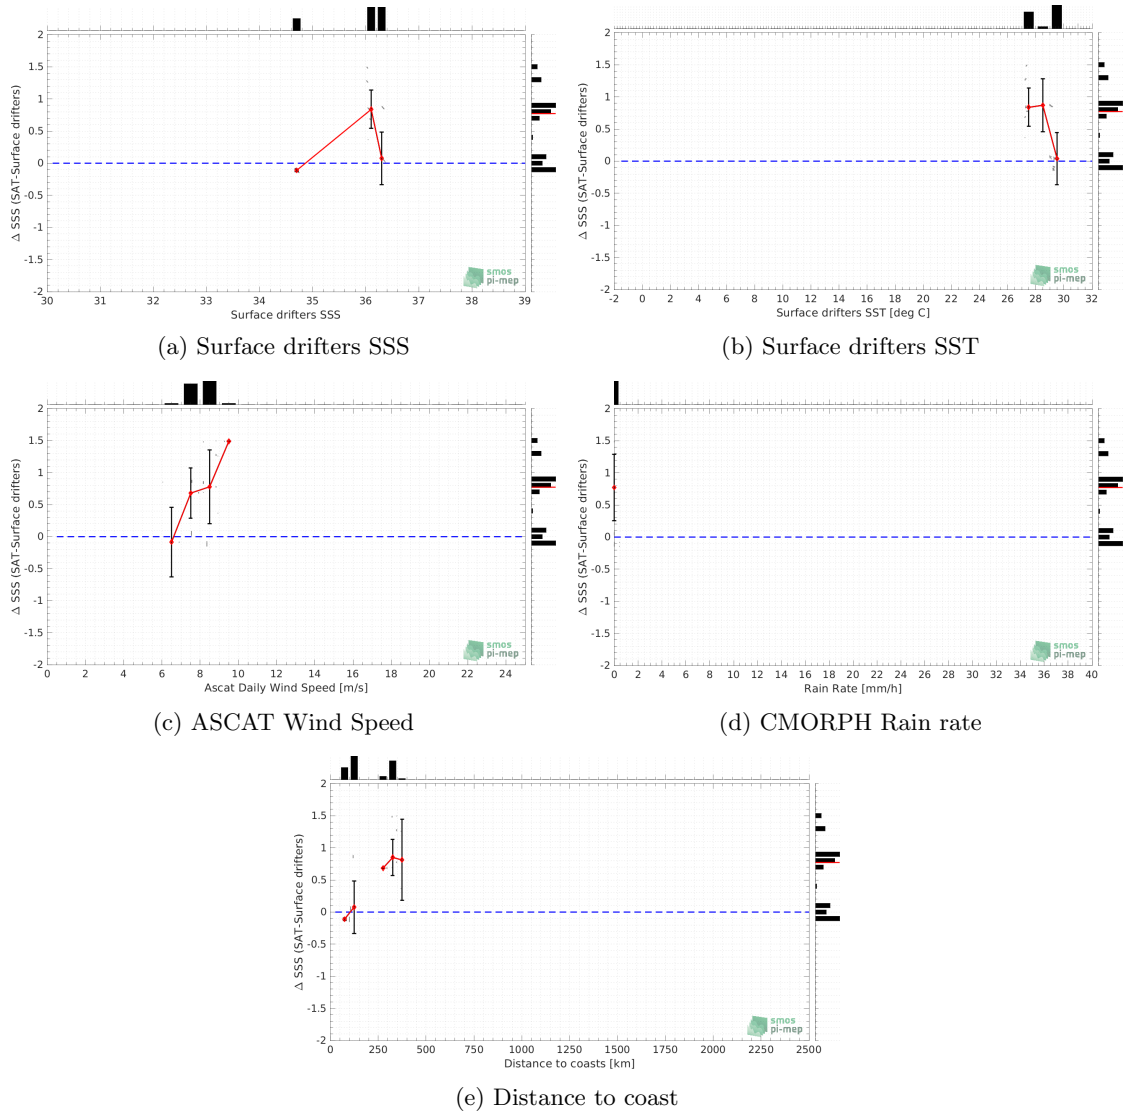 2
1.5
1
0.5
0
-0.5
-1
-1.5
-2
Δ SSS (SAT-Surface drifters)
30 31 32 33 34 35 36 37 38 39
Surface drifters SSS
smos
pi-mep
(a) Surface drifters SSS
2
1.5
1
0.5
0
-0.5
-1
-1.5
-2
Δ SSS (SAT-Surface drifters)
-2 0 2 4 6 8 10 12 14 16 18 20 22 24 26 28 30 32
Surface drifters SST [deg C]
smos
pi-mep
(b) Surface drifters SST
2
1.5
1
0.5
0
-0.5
-1
-1.5
-2
Δ SSS (SAT-Surface drifters)
0 2 4 6 8 10 12 14 16 18 20 22 24
Ascat Daily Wind Speed [m/s]
smos
pi-mep
(c) ASCAT Wind Speed
2
1.5
1
0.5
0
-0.5
-1
-1.5
-2
Δ SSS (SAT-Surface drifters)
0 2 4 6 8 10 12 14 16 18 20 22 24 26 28 30 32 34 36 38 40
Rain Rate [mm/h]
smos
pi-mep
(d) CMORPH Rain rate
2
1.5
1
0.5
0
-0.5
-1
-1.5
-2
Δ SSS (SAT-Surface drifters)
0 250 500 750 1000 1250 1500 1750 2000 2250 2500
Distance to coasts [km]
smos
pi-mep
(e) Distance to coast